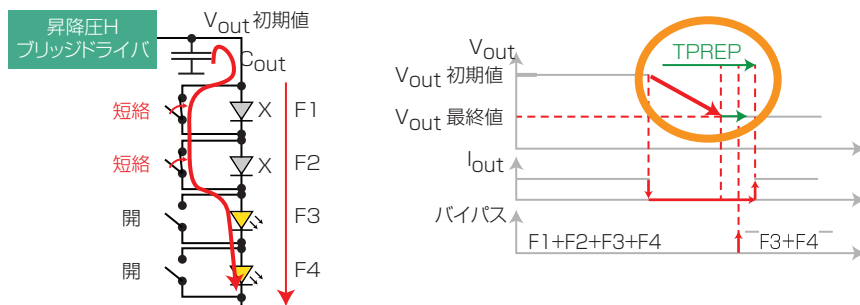 昇降圧H
ブリッジドライバ
Vout 初期値
Cout
短絡
X
F1
短絡
X
F2
開
F3
開
F4
Vout
TPREP
Vout 初期値
Vout 最終値
Iout
バイパス
F1+F2+F3+F4
F3+F4